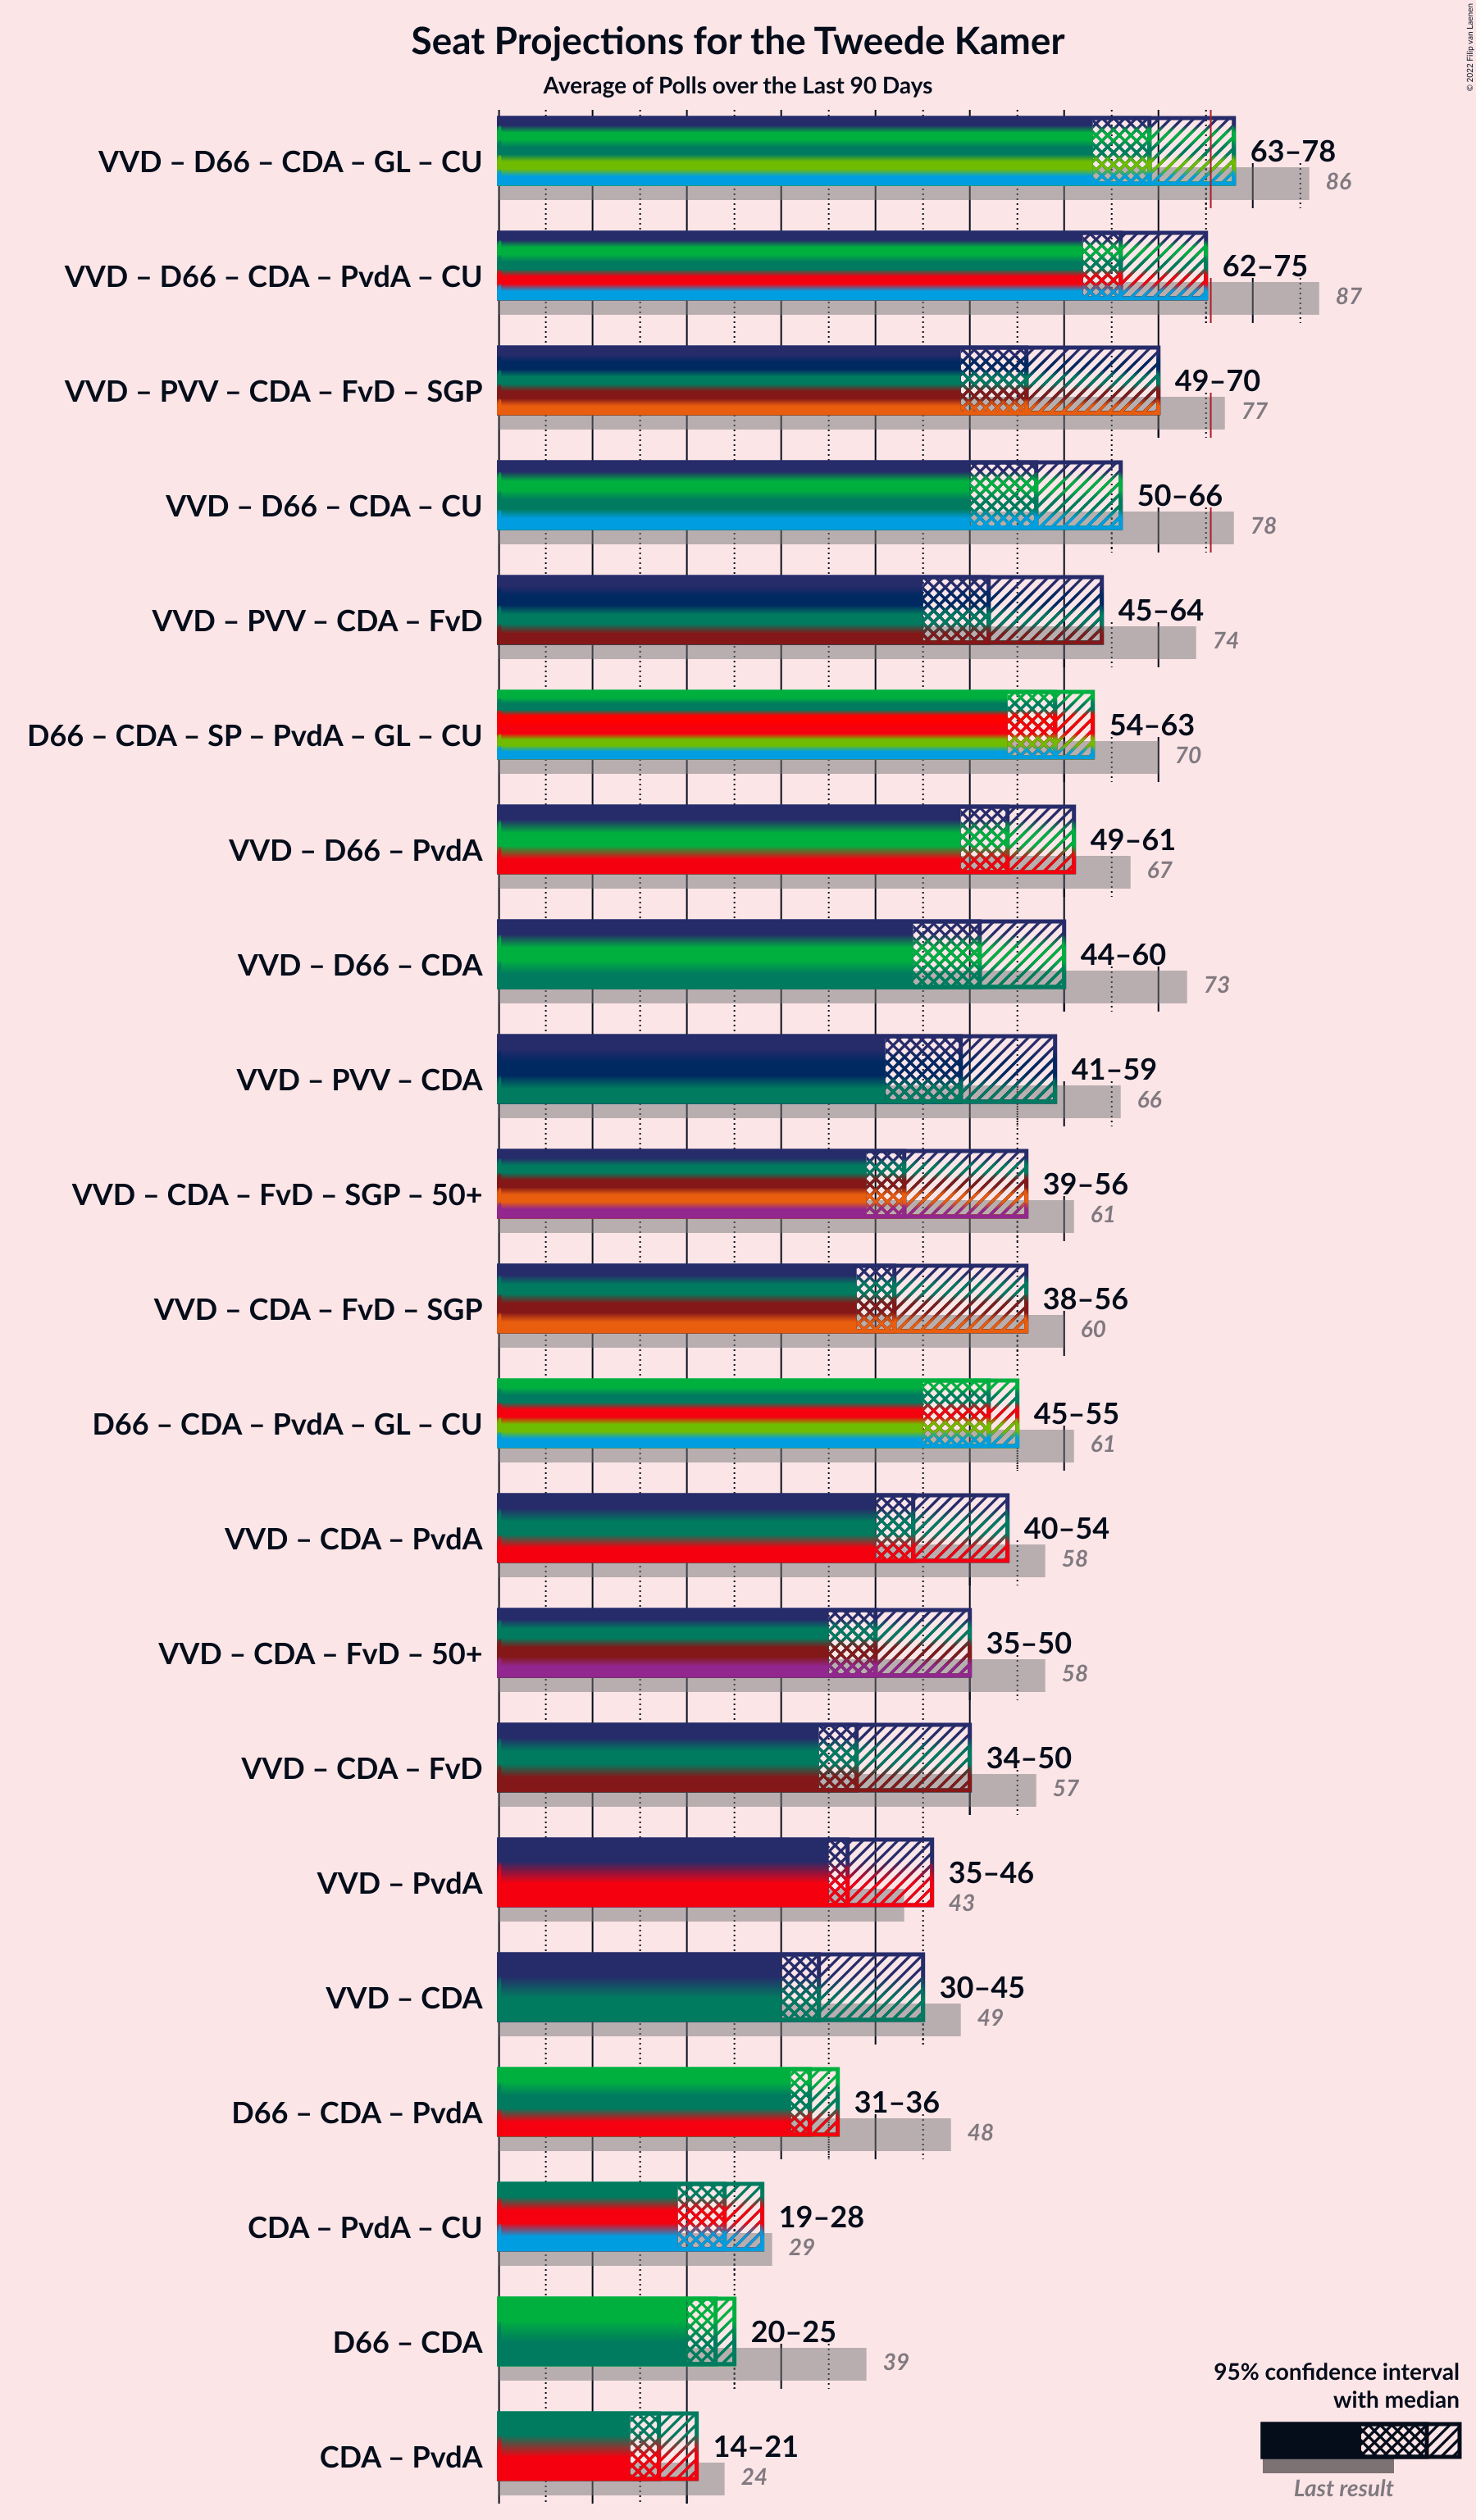 Seat Projections for the Tweede Kamer
Average of Polls over the Last 90 Days
© 2022 Filip van Laenen
VVD – D66 – CDA – GL – CU 63–78
86
VVD – D66 – CDA – PvdA – CU 62–75
87
VVD – PVV – CDA – FvD – SGP 49–70
77
VVD – D66 – CDA – CU 50–66
78
VVD – PVV – CDA – FvD 45–64
74
D66 – CDA – SP – PvdA – GL – CU 54–63
70
VVD – D66 – PvdA 49–61
67
VVD – D66 – CDA 44–60
73
VVD – PVV – CDA 41–59
66
VVD – CDA – FvD – SGP – 50+ 39–56
61
VVD – CDA – FvD – SGP 38–56
60
D66 – CDA – PvdA – GL – CU 45–55
61
VVD – CDA – PvdA 40–54
58
VVD – CDA – FvD – 50+ 35–50
58
VVD – CDA – FvD 34–50
57
VVD – PvdA 35–46
43
VVD – CDA 30–45
49
D66 – CDA – PvdA 31–36
48
CDA – PvdA – CU 19–28
29
D66 – CDA 20–25
39
CDA – PvdA 14–21
24
95% confidence interval
with median
Last result